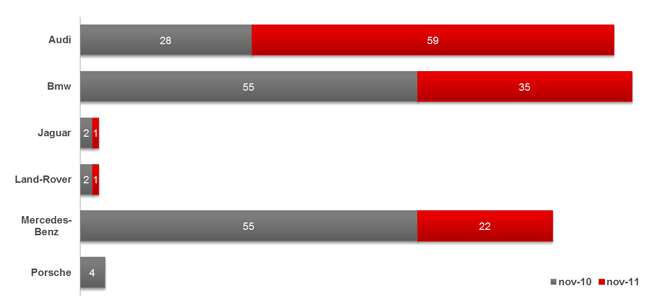 Audi 28 59
Bmw 55 35
Jaguar 2 1
Land-Rover 2 1
Mercedes-
Benz 55 22
Porsche 4
nov-10 nov-11